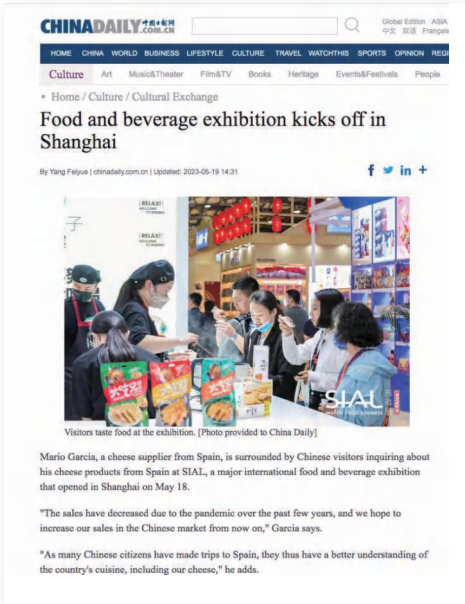 CHINADAILY 中国日报网
.COM.CN
Global Edition ASIA
中文 双语 Français
HOME CHINA WORLD BUSINESS LIFESTYLE CULTURE TRAVEL WATCHTHIS SPORTS OPINION REGI
Culture Art Music&Theater Film&TV Books Heritage Events&Festivals People
Home / Culture / Cultural Exchange
Food and beverage exhibition kicks off in
Shanghai
By Yang Feiyue | chinadaily.com.cn | Updated: 2023-05-19 14:31
f in +
子
RELAX!
RELAX!
SIAL
Visitors taste food at the exhibition. [Photo provided to China Daily]
Mario Garcia, a cheese supplier from Spain, is surrounded by Chinese visitors inquiring about
his cheese products from Spain at SIAL, a major international food and beverage exhibition
that opened in Shanghai on May 18.
"The sales have decreased due to the pandemic over the past few years, and we hope to
increase our sales in the Chinese market from now on," Garcia says.
"As many Chinese citizens have made trips to Spain, they thus have a better understanding of
the country's cuisine, including our cheese," he adds.